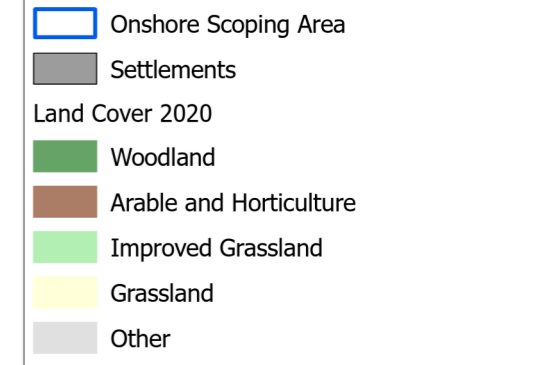 Onshore Scoping Area
Settlements
Land Cover 2020
Woodland
Arable and Horticulture
Improved Grassland
Grassland
Other